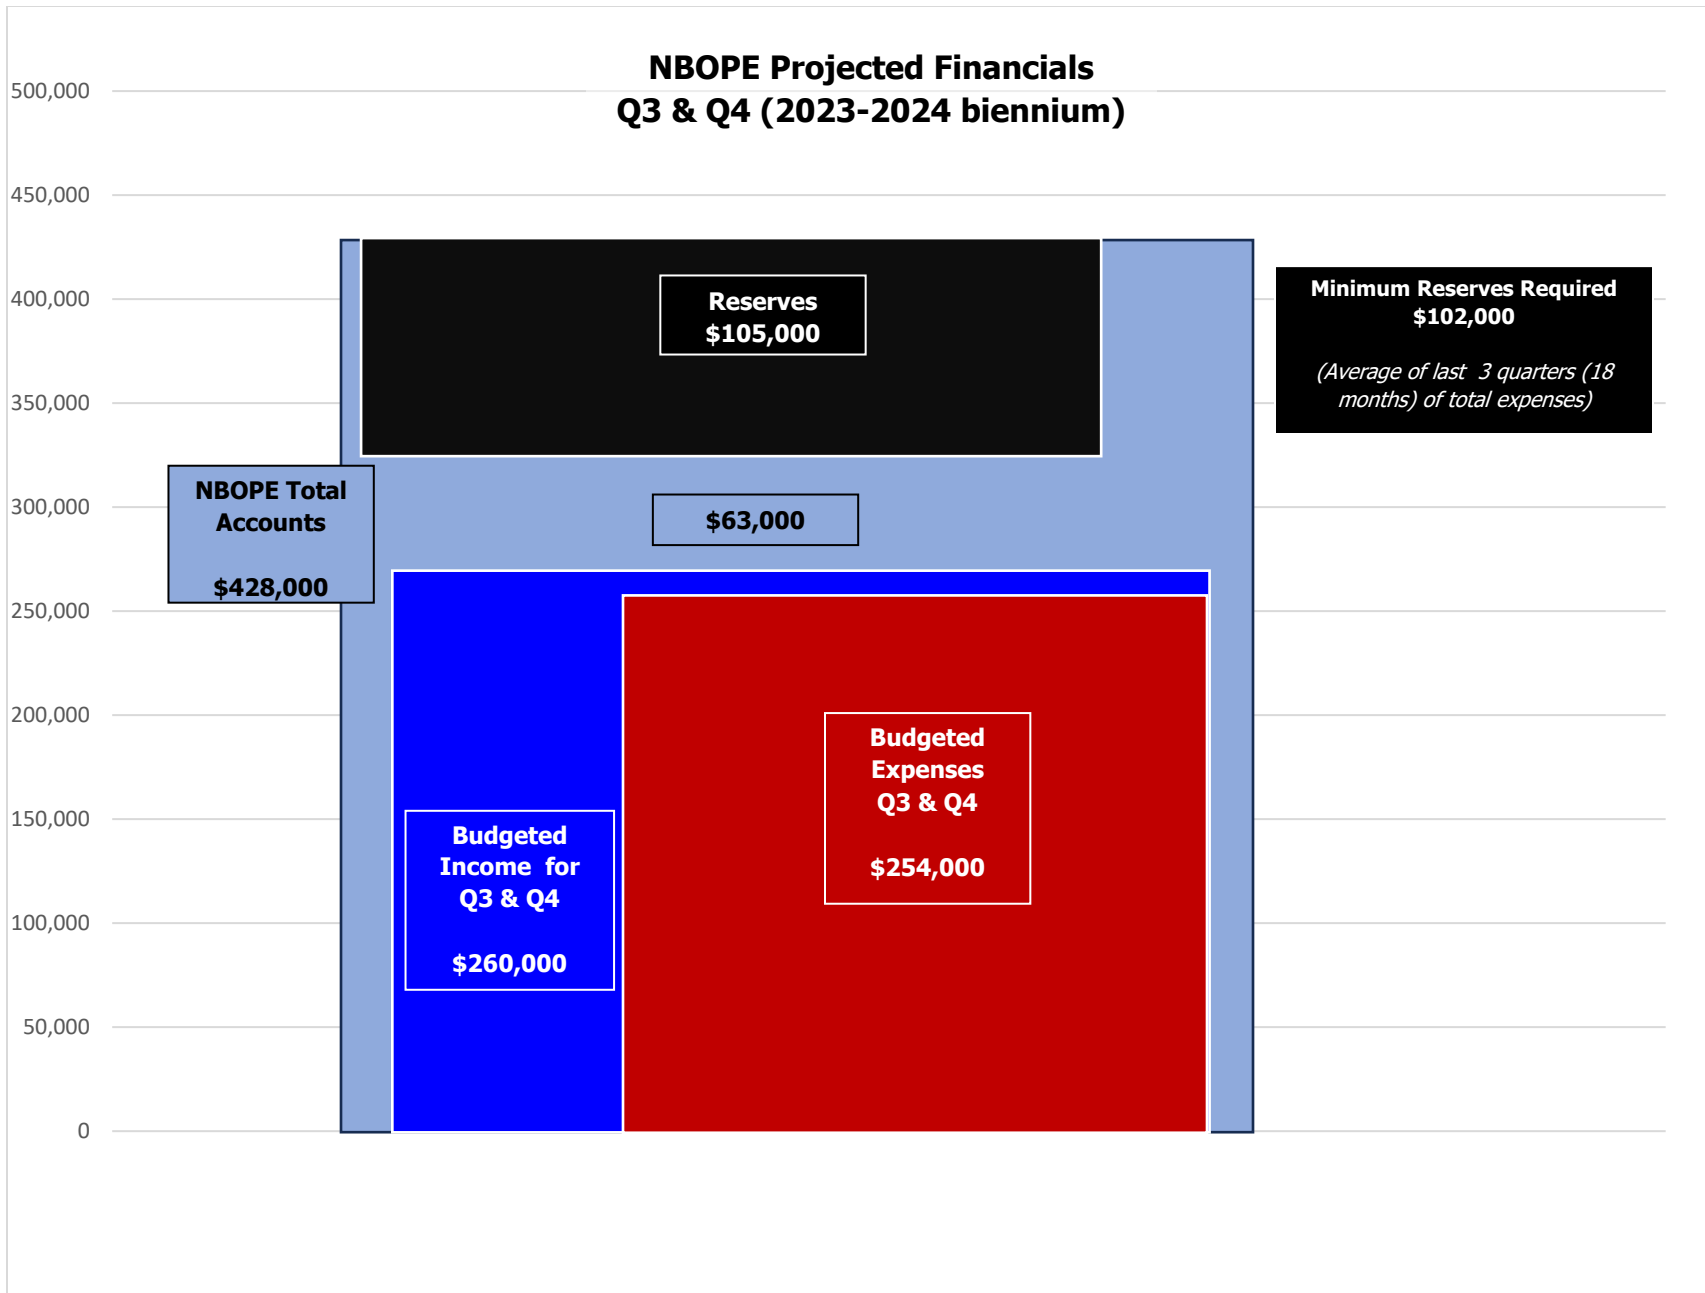 NBOPE Projected Financials
Q3 & Q4 (2023-2024 biennium)
500,000
450,000
400,000
350,000
300,000
250,000
200,000
150,000
100,000
50,000
0
Reserves
$105,000
Minimum Reserves Required
$102,000
(Average of last  3 quarters (18
months) of total expenses)
NBOPE Total
Accounts
$428,000
$63,000
Budgeted
Expenses
Q3 & Q4
$254,000
Budgeted
Income  for
Q3 & Q4
$260,000